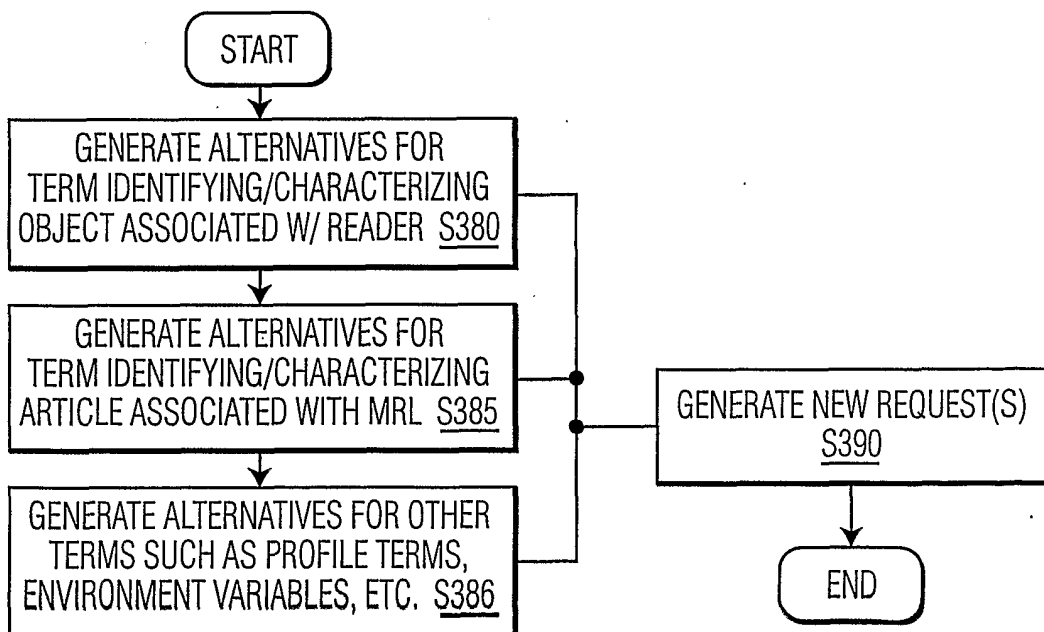 START
GENERATE ALTERNATIVES FOR
TERM IDENTIFYING/CHARACTERIZING
OBJECT ASSOCIATED W/ READER S380
GENERATE ALTERNATIVES FOR
TERM IDENTIFYING/CHARACTERIZING
ARTICLE ASSOCIATED WITH MRL S385
GENERATE ALTERNATIVES FOR OTHER
TERMS SUCH AS PROFILE TERMS,
ENVIRONMENT VARIABLES, ETC. S386
GENERATE NEW REQUEST(S)
S390
END